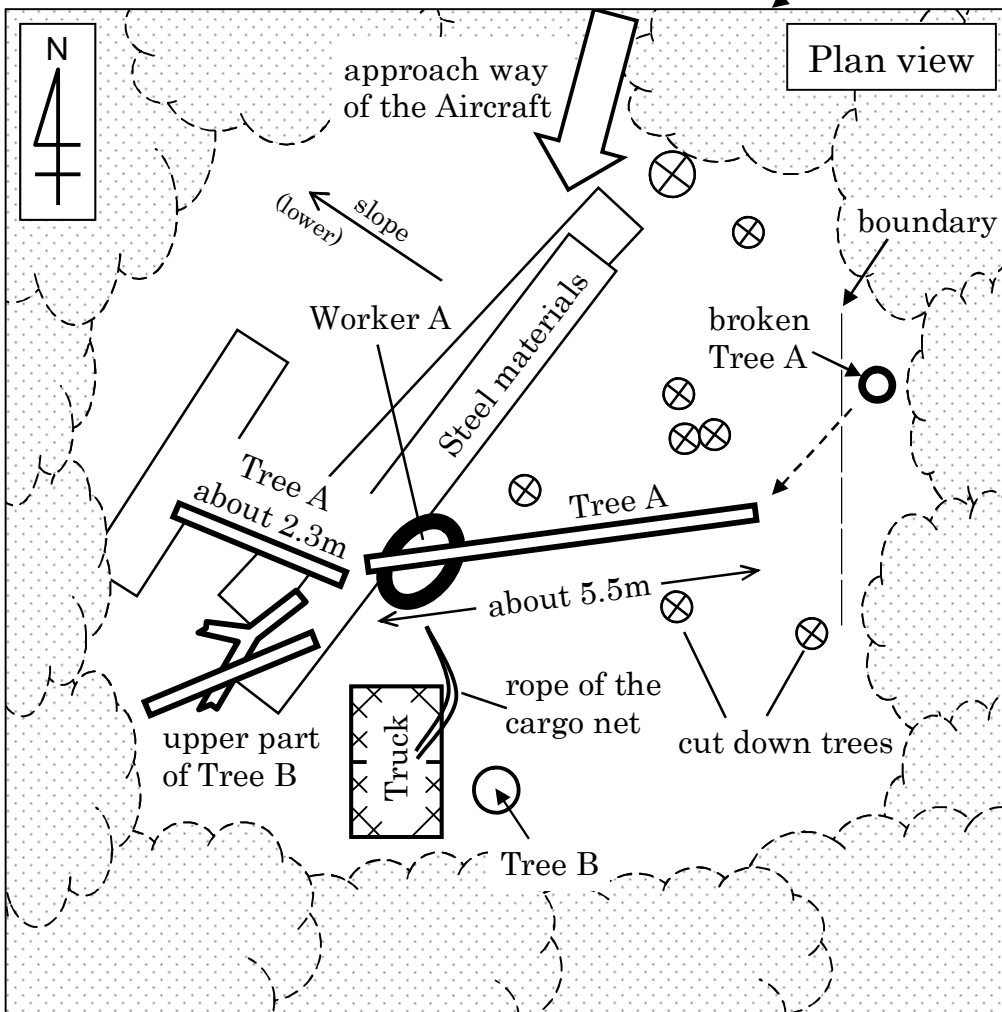 N
Plan view
approach way
of the Aircraft
slope
(lower)
boundary
Worker A
broken
Tree A
Steel materials
Tree A
about 2.3m
Tree A
about 5.5m
rope of the
cargo net
upper part
of Tree B
Truck
cut down trees
Tree B